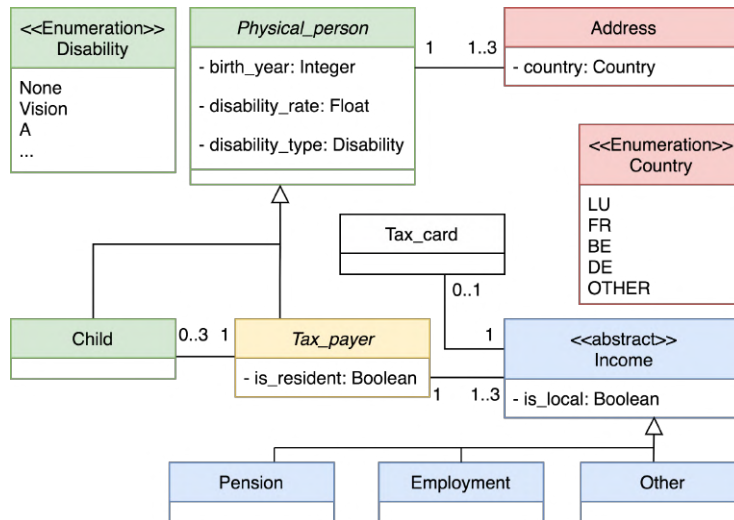 <<Enumeration>>
Disability
None
Vision
A
...
Physical_person
- birth_year: Integer
- disability_rate: Float
- disability_type: Disability
1
1..3
Address
- country: Country
<<Enumeration>>
Country
LU
FR
BE
DE
OTHER
Tax_card
0..1
1
Child
0..3
1
Tax_payer
- is_resident: Boolean
1
1..3
<<abstract>>
Income
- is_local: Boolean
Pension
Employment
Other